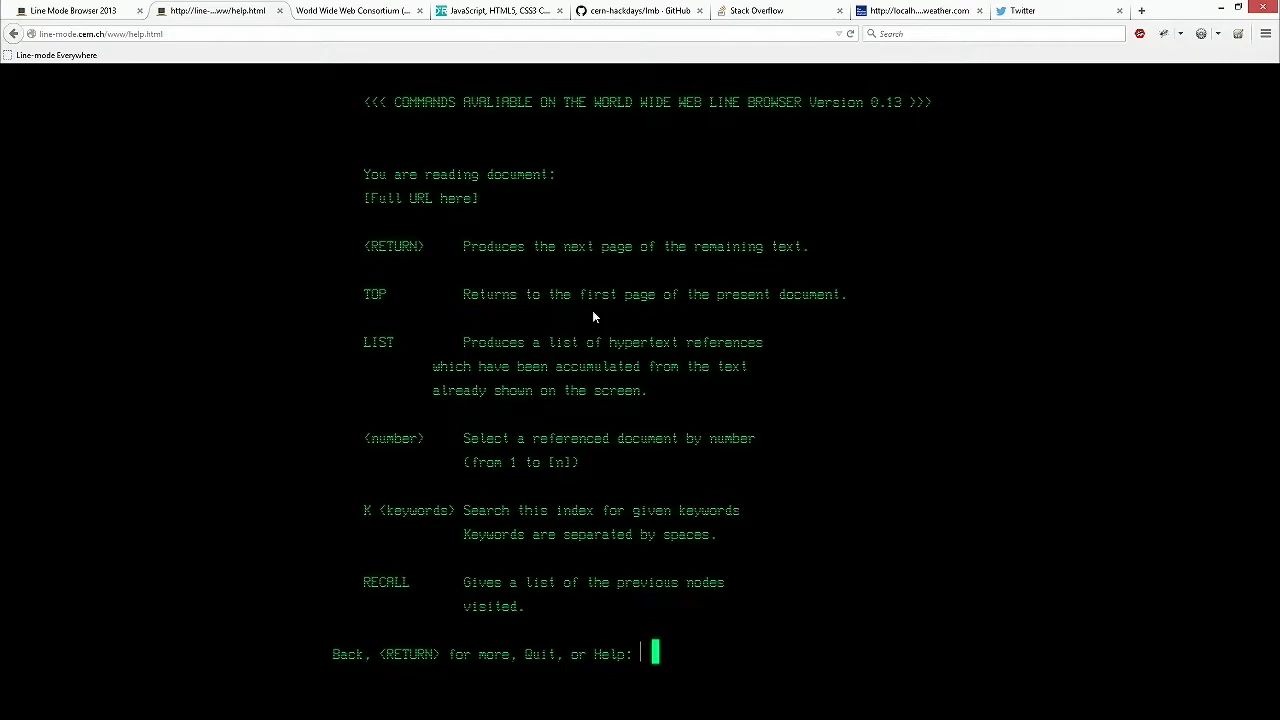 Line Mode Browser 2013
http://line-...ww/help.html
World Wide Web Consortium (...
JavaScript, HTML5, CSS3 C...
cern-hackdays/lmb · GitHub
Stack Overflow
http://localh....weather.com
Twitter
line-mode.cern.ch/www/help.html
Search
Line-mode Everywhere
<<< COMMANDS AVALIABLE ON THE WORLD WIDE WEB LINE BROWSER Version 0.13 >>>
You are reading document:
[Full URL here]
<RETURN> Produces the next page of the remaining text.
TOP Returns to the first page of the present document.
LIST Produces a list of hypertext references
which have been accumulated from the text
already shown on the screen.
<number> Select a referenced document by number
(from 1 to [n])
K <keywords> Search this index for given keywords
Keywords are separated by spaces.
RECALL Gives a list of the previous nodes
visited.
Back, <RETURN> for more, Quit, or Help: